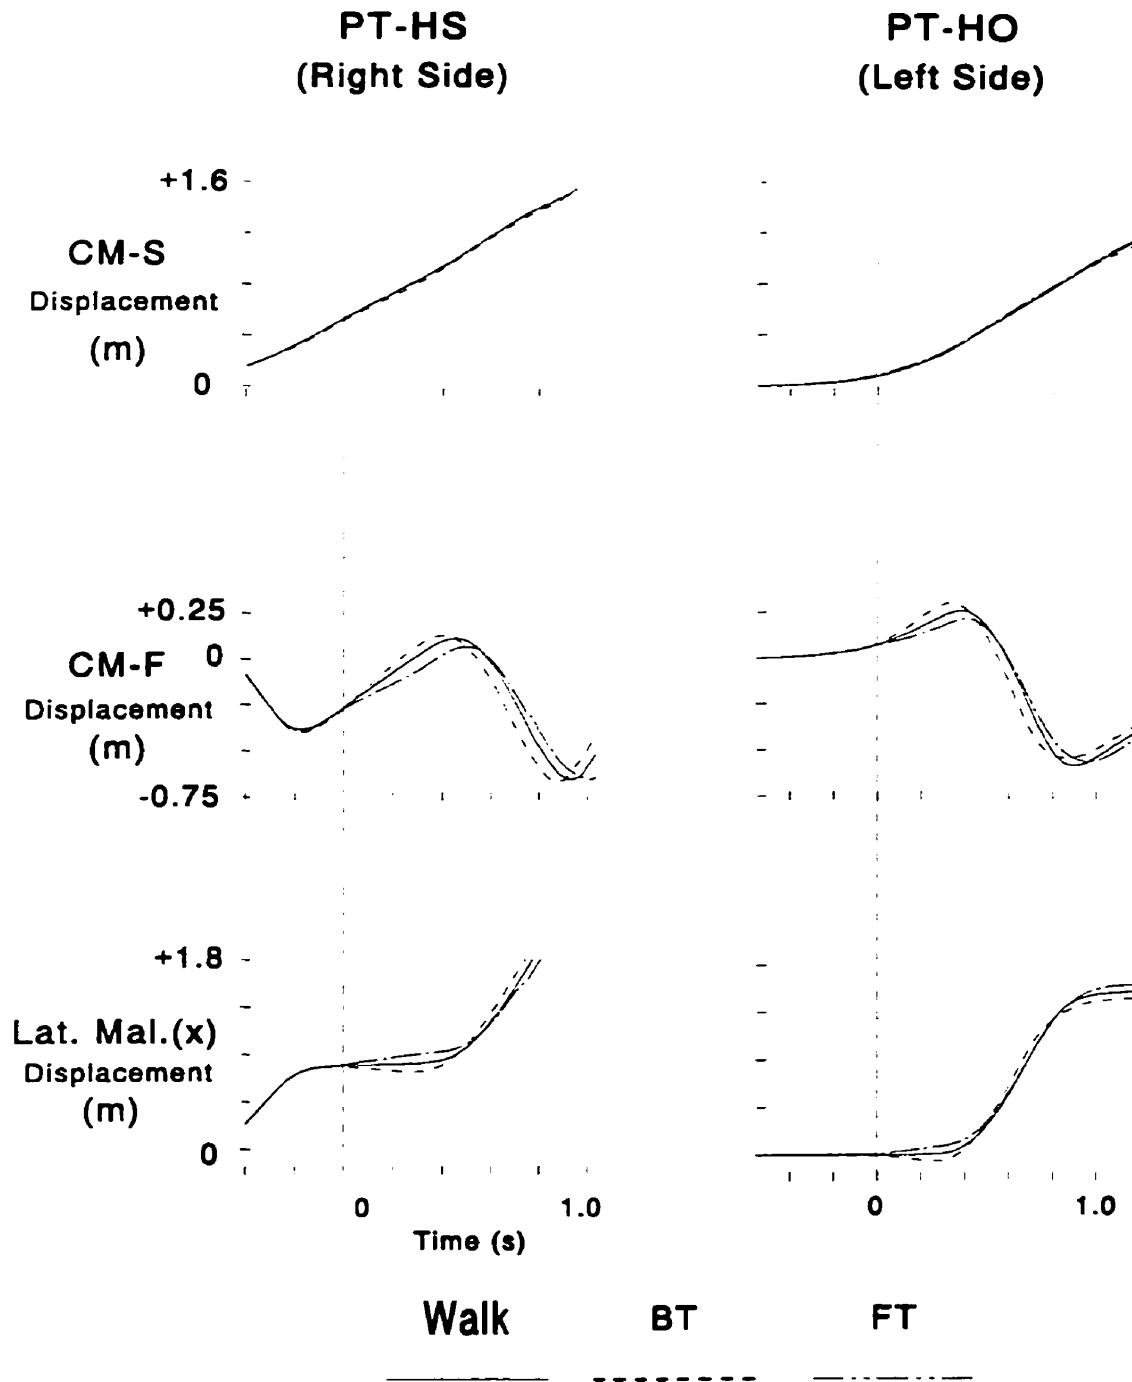 PT-HS
(Right Side)
PT-HO
(Left Side)
+1.6
CM-S
Displacement
(m)
0
+0.25
0
CM-F
Displacement
(m)
-0.75
+1.8
Lat. Mal.(x)
Displacement
(m)
0
0 1.0
0 1.0
Time (s)
Walk BT FT